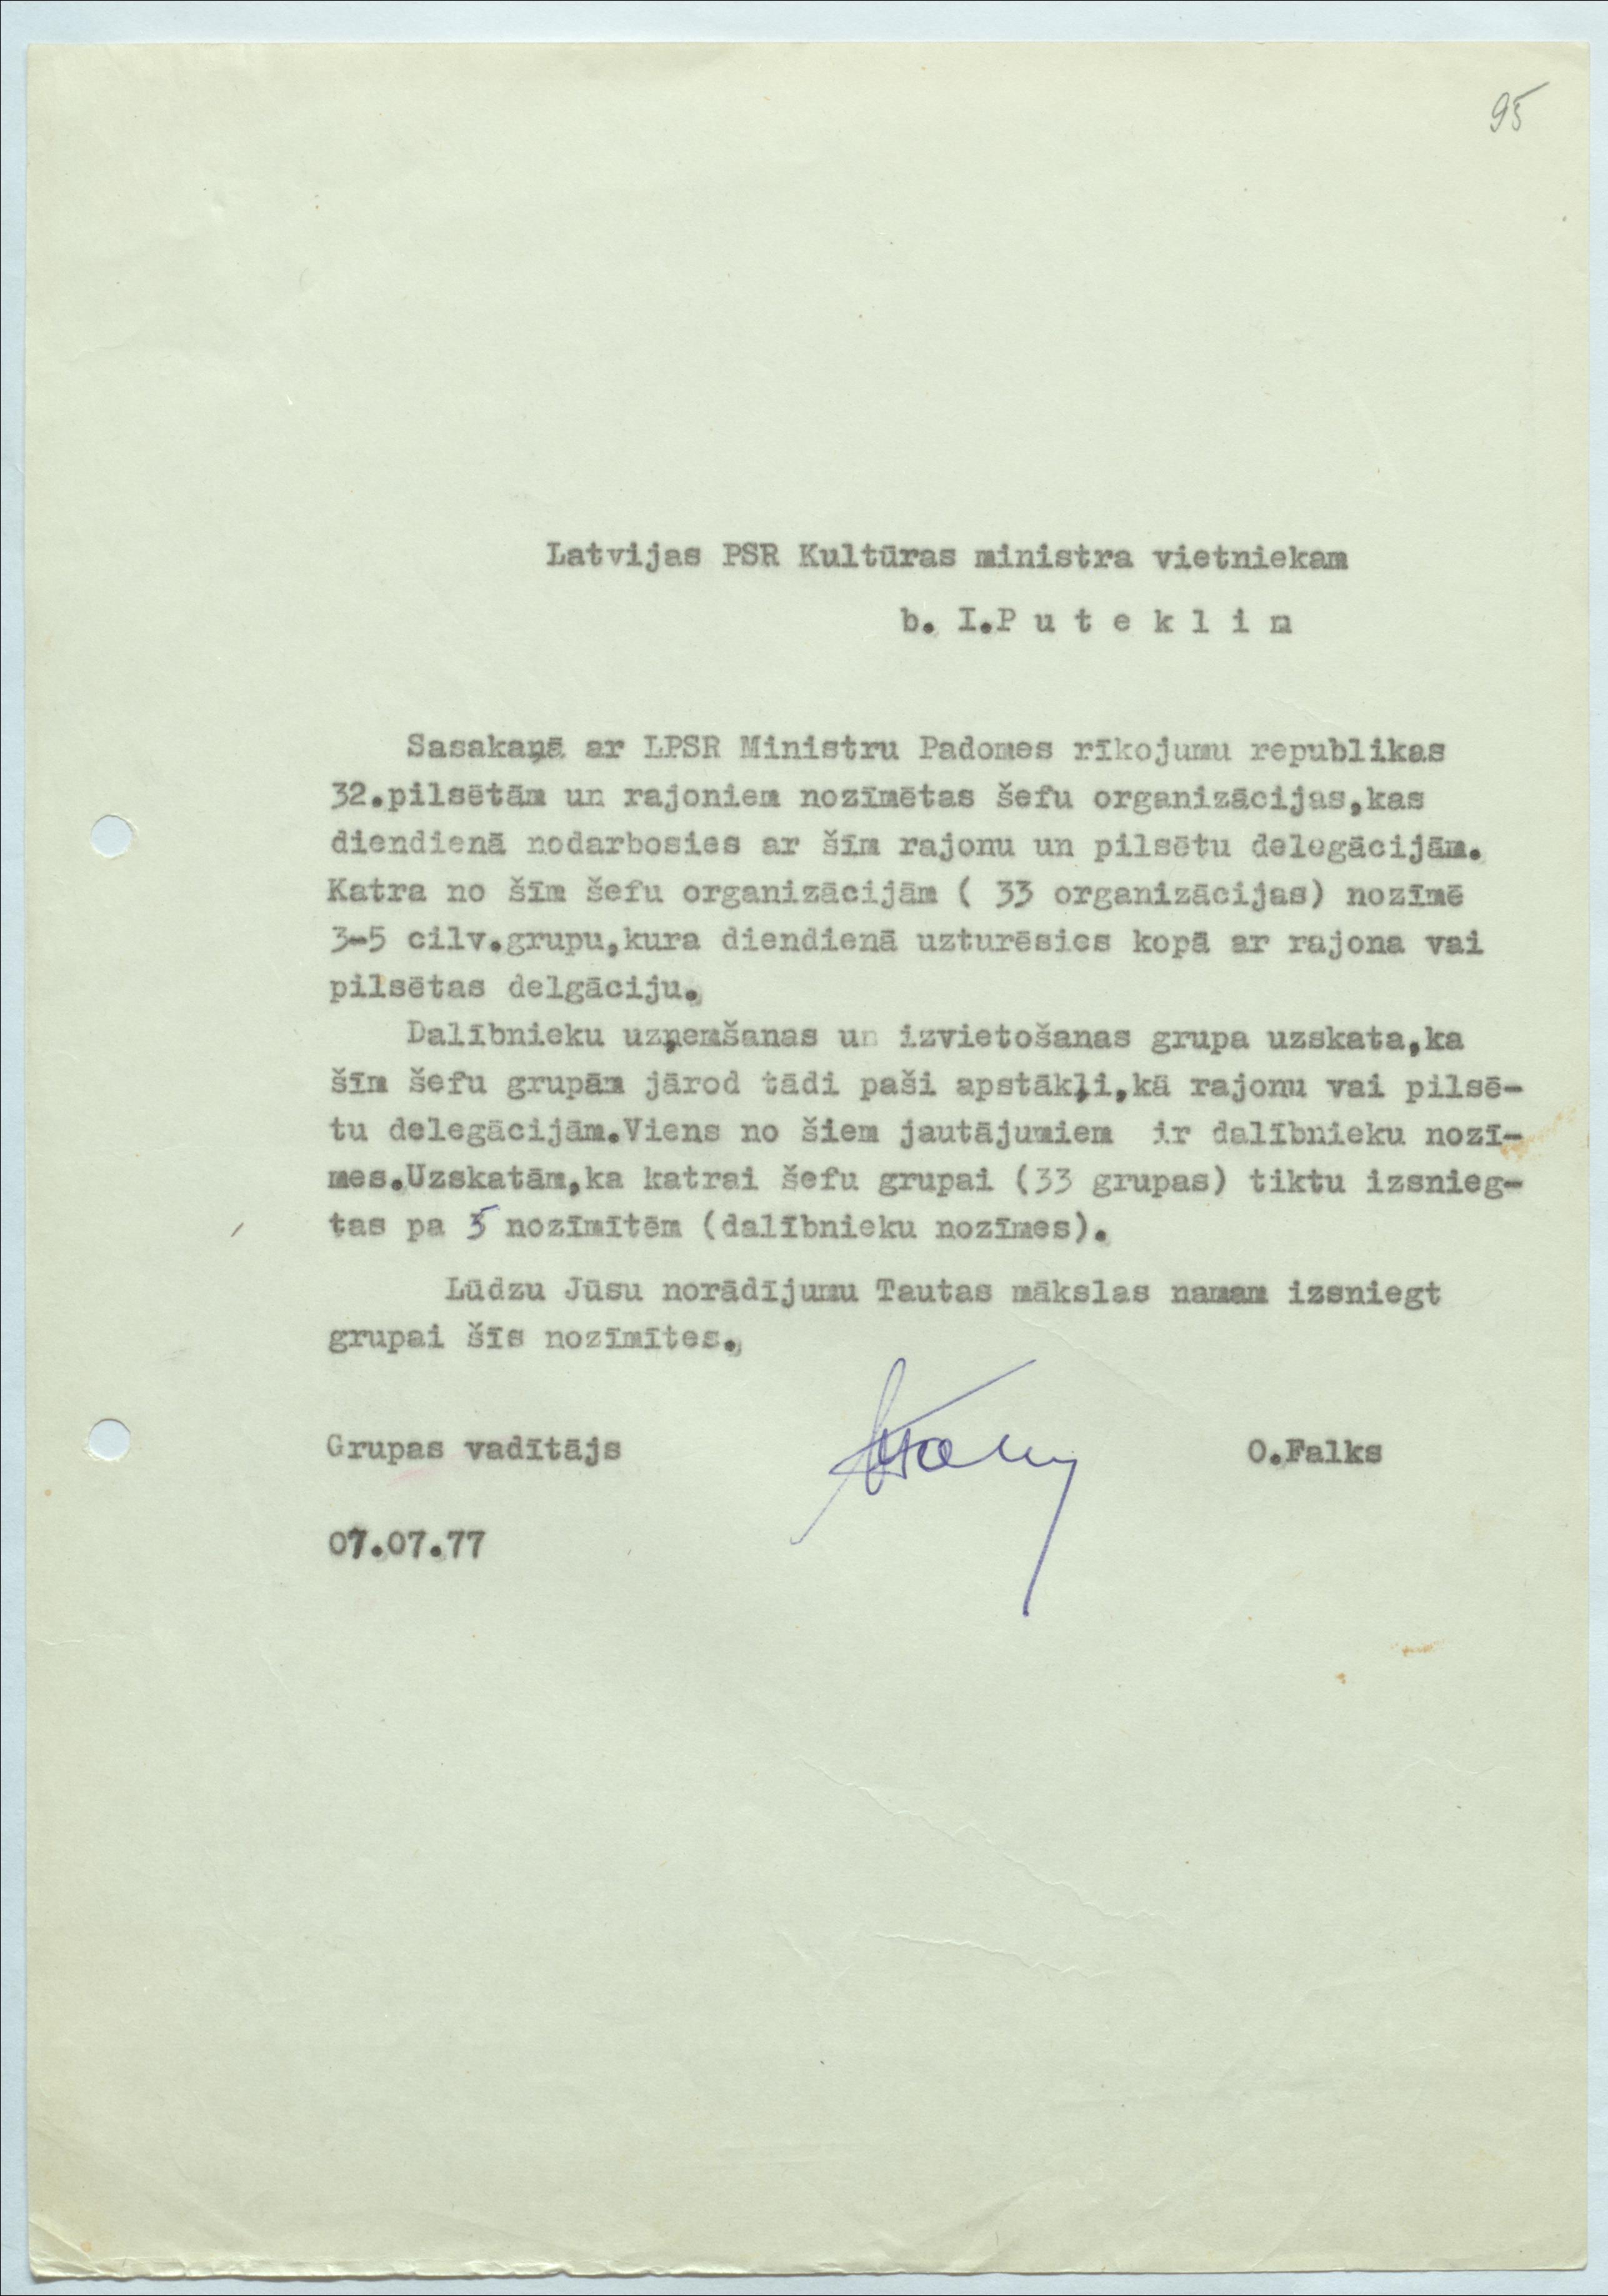 95
Latvijas PSR Kultūras ministra vietniekam
b. I.P u t e k l i m
Sasakaņā ar LPSR Ministru Padomes rīkojumu republikas
32.pilsētām un rajoniem nozīmētas šefu organizācijas,kas
diendienā nodarbosies ar šīm rajonu un pilsētu delegācijām.
Katra no šīm šefu organizācijām ( 33 organizācijas) nozīmē
3-5 cilv.grupu,kura diendienā uzturēsies kopā ar rajona vai
pilsētas delgāciju.
Dalībnieku uzņemšanas un izvietošanas grupa uzskata,ka
šīm šefu grupām jārod tādi paši apstākļi,kā rajonu vai pilsē-
tu delegācijām.Viens no šiem jautājumiem ir dalībnieku nozī-
mes.Uzskatām,ka katrai šefu grupai (33 grupas) tiktu izsnieg-
tas pa 5 nozīmītēm (dalībnieku nozīmes).
Lūdzu Jūsu norādījumu Tautas mākslas namam izsniegt
grupai šīs nozīmītes.
Grupas vadītājs
O.Falks
07.07.77